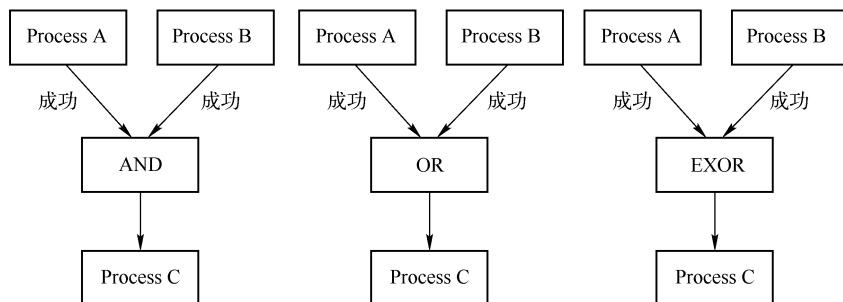 Process A
Process B
Process A
Process B
Process A
Process B
成功
成功
成功
成功
成功
成功
AND
OR
EXOR
Process C
Process C
Process C